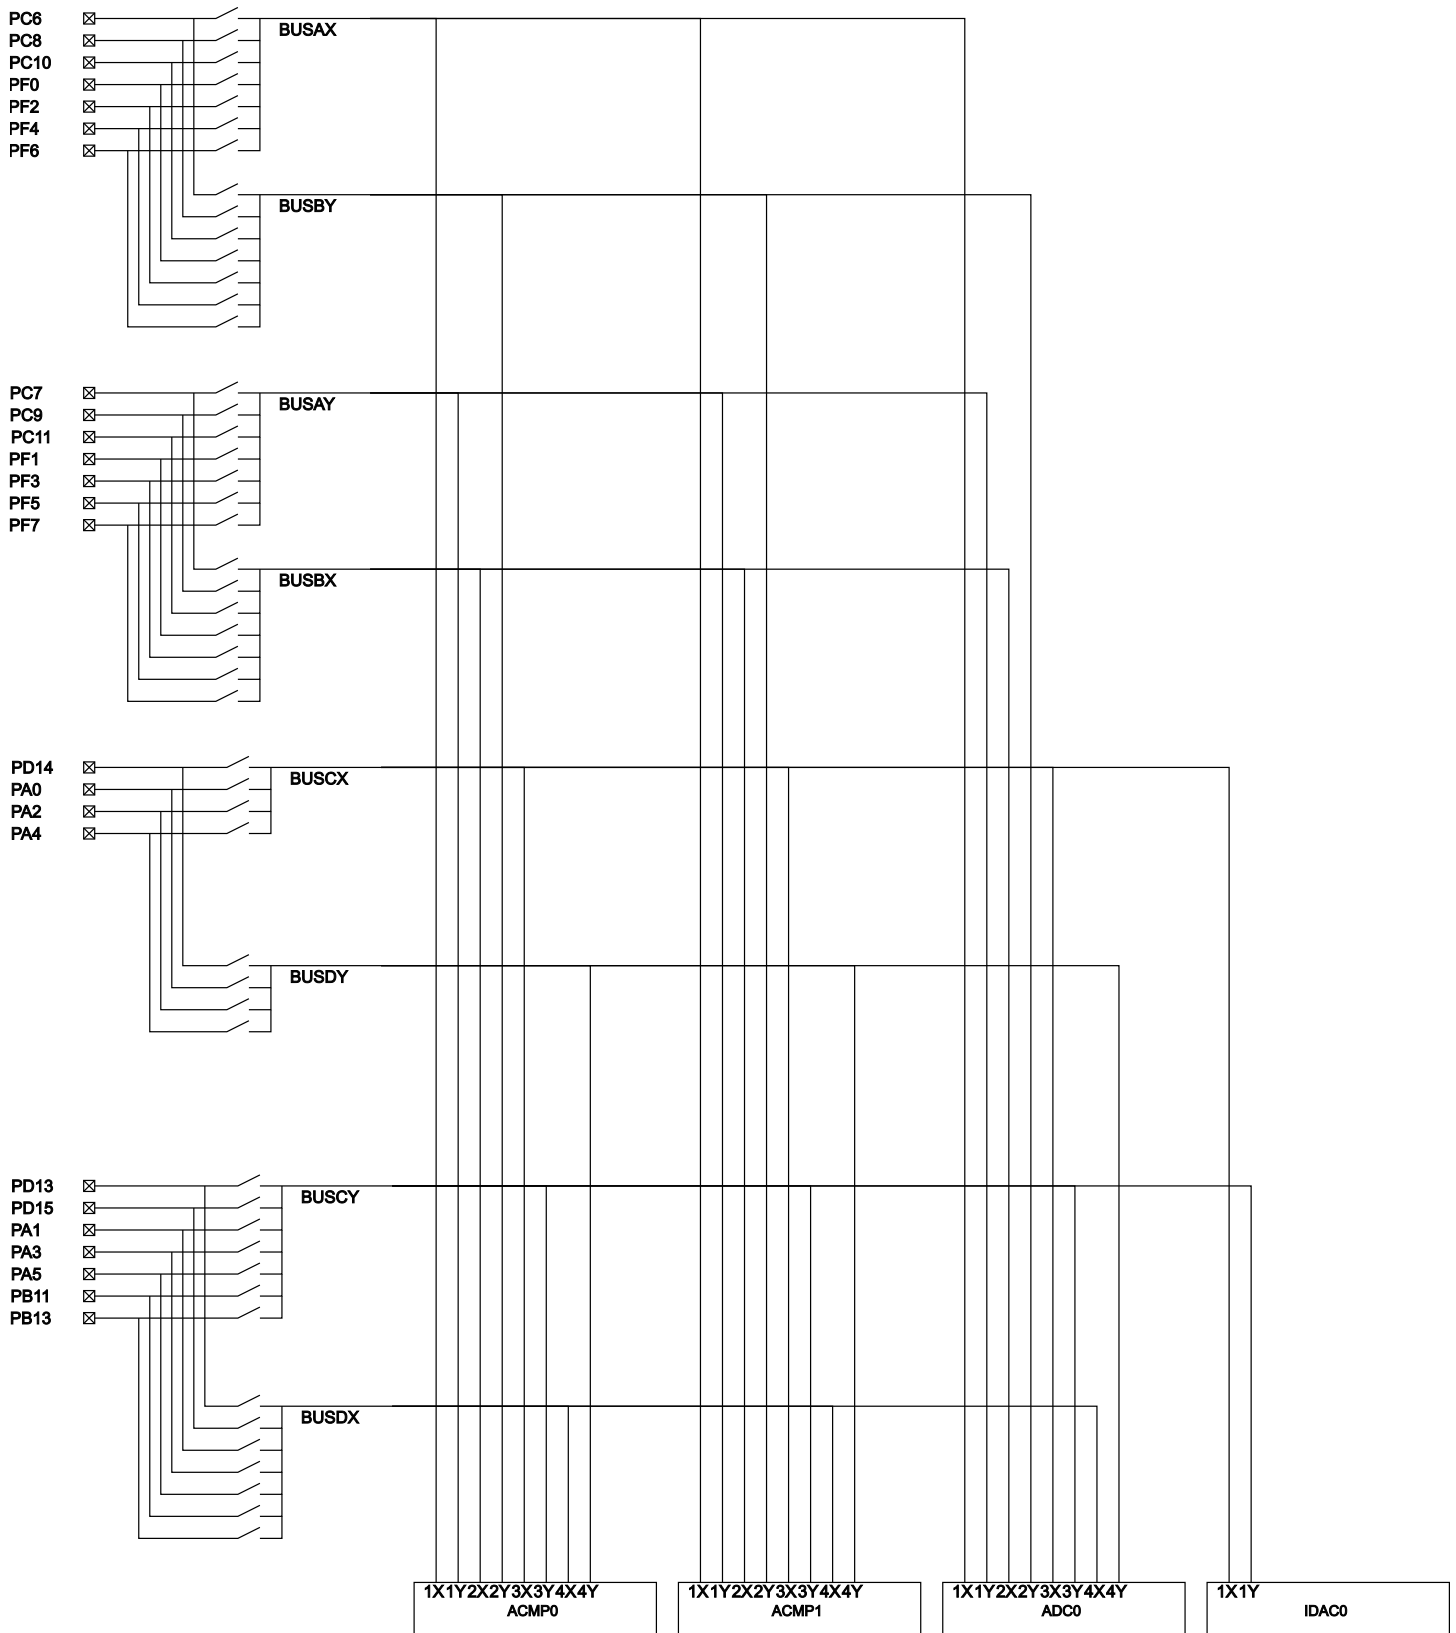 PC6
PC8
PC10
PF0
PF2
PF4
PF6
BUSAX
BUSBY
PC7
PC9
PC11
PF1
PF3
PF5
PF7
BUSAY
BUSBX
PD14
PA0
PA2
PA4
BUSCX
BUSDY
PD13
PD15
PA1
PA3
PA5
PB11
PB13
BUSCY
BUSDX
1X1Y2X2Y3X3Y4X4Y
ACMP0
1X1Y2X2Y3X3Y4X4Y
ACMP1
1X1Y2X2Y3X3Y4X4Y
ADC0
1X1Y
IDAC0